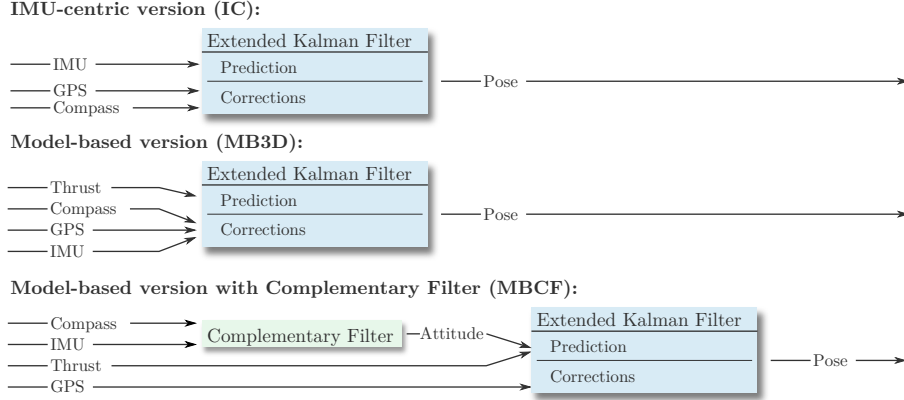 IMU-centric version (IC):
Extended Kalman Filter
IMU
Prediction
GPS
Pose
Corrections
Compass
Model-based version (MB3D):
Extended Kalman Filter
Thrust
Prediction
Compass
Pose
GPS
Corrections
IMU
Model-based version with Complementary Filter (MBCF):
Extended Kalman Filter
Compass
Complementary Filter
Attitude
IMU
Prediction
Thrust
Pose
GPS
Corrections